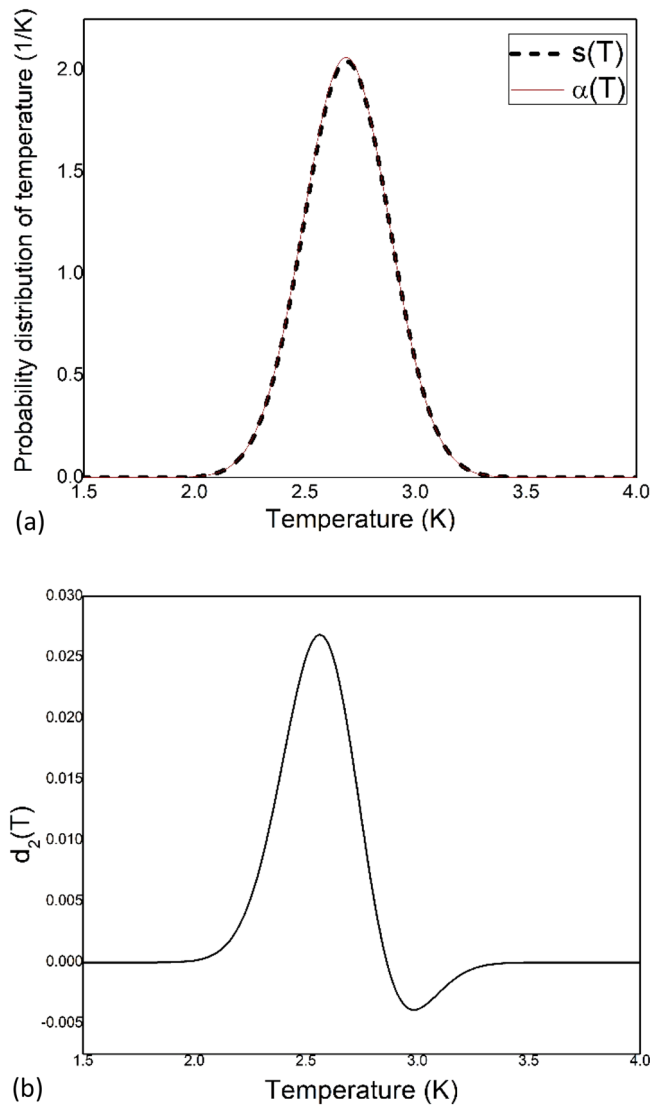 Probability distribution of temperature (1/K)
2.0
1.5
1.0
0.5
0.0
s(T)
α(T)
1.5 2.0 2.5 3.0 3.5 4.0
Temperature (K)
(a)
d₂(T)
0.030
0.025
0.020
0.015
0.010
0.005
0.000
-0.005
1.5 2.0 2.5 3.0 3.5 4.0
Temperature (K)
(b)